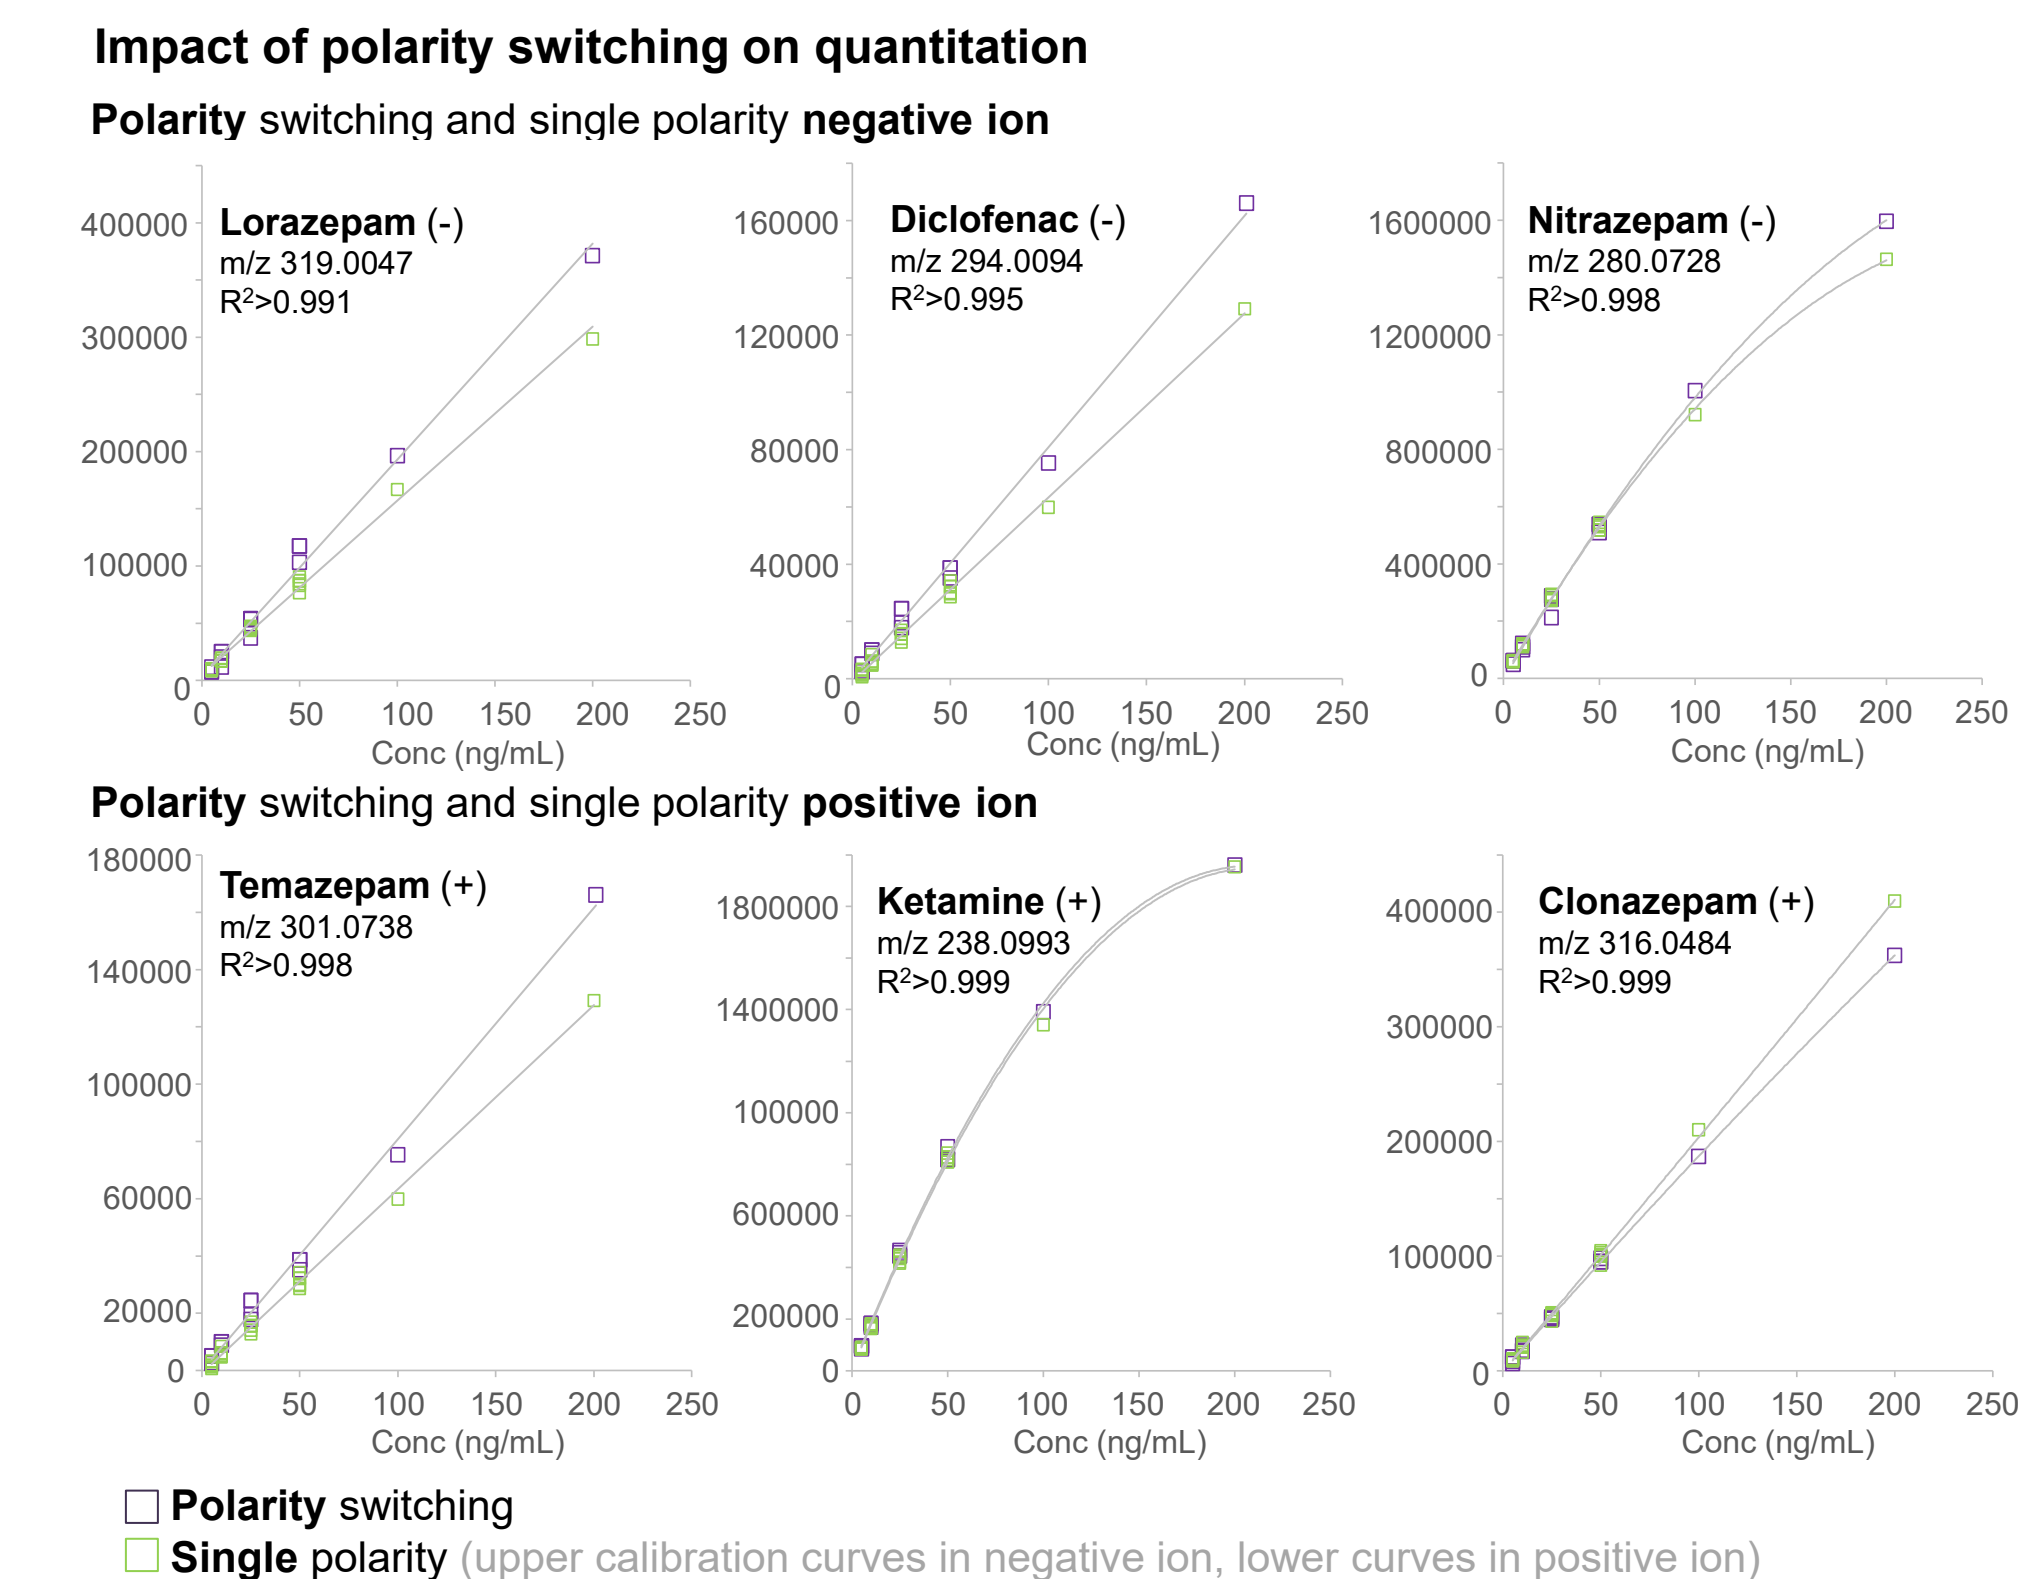 Impact of polarity switching on quantitation
Polarity switching and single polarity negative ion
Lorazepam (-)
m/z 319.0047
R²>0.991
400000
300000
200000
100000
0
0 50 100 150 200 250
Conc (ng/mL)
Diclofenac (-)
m/z 294.0094
R²>0.995
160000
120000
80000
40000
0
0 50 100 150 200 250
Conc (ng/mL)
Nitrazepam (-)
m/z 280.0728
R²>0.998
1600000
1200000
800000
400000
0
0 50 100 150 200 250
Conc (ng/mL)
Polarity switching and single polarity positive ion
Temazepam (+)
m/z 301.0738
R²>0.998
180000
140000
100000
60000
20000
0
0 50 100 150 200 250
Conc (ng/mL)
Ketamine (+)
m/z 238.0993
R²>0.999
1800000
1400000
100000
600000
200000
0
0 50 100 150 200 250
Conc (ng/mL)
Clonazepam (+)
m/z 316.0484
R²>0.999
400000
300000
200000
100000
0
0 50 100 150 200 250
Conc (ng/mL)
Polarity switching
Single polarity (upper calibration curves in negative ion, lower curves in positive ion)